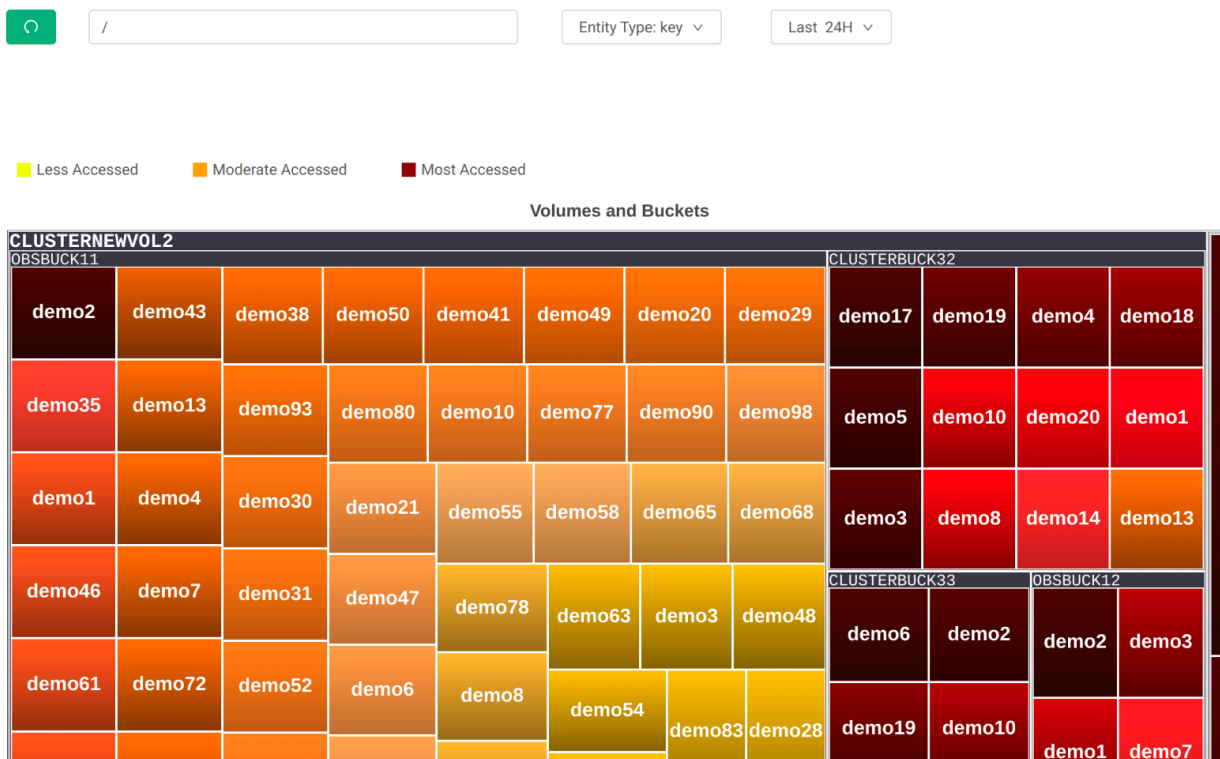 /
Entity Type: key
Last 24H
Less Accessed
Moderate Accessed
Most Accessed
Volumes and Buckets
CLUSTERNEWVOL2
OBSBUCK11
demo2 demo43 demo38 demo50 demo41 demo49 demo20 demo29
demo35 demo13 demo93 demo80 demo10 demo77 demo90 demo98
demo1 demo4 demo30 demo21 demo55 demo58 demo65 demo68
demo46 demo7 demo31 demo47 demo78 demo63 demo3 demo48
demo61 demo72 demo52 demo6 demo8 demo54 demo83 demo28
CLUSTERBUCK32
demo17 demo19 demo4 demo18
demo5 demo10 demo20 demo1
demo3 demo8 demo14 demo13
CLUSTERBUCK33
demo6 demo2
demo19 demo10
OBSBUCK12
demo2 demo3
demo1 demo7